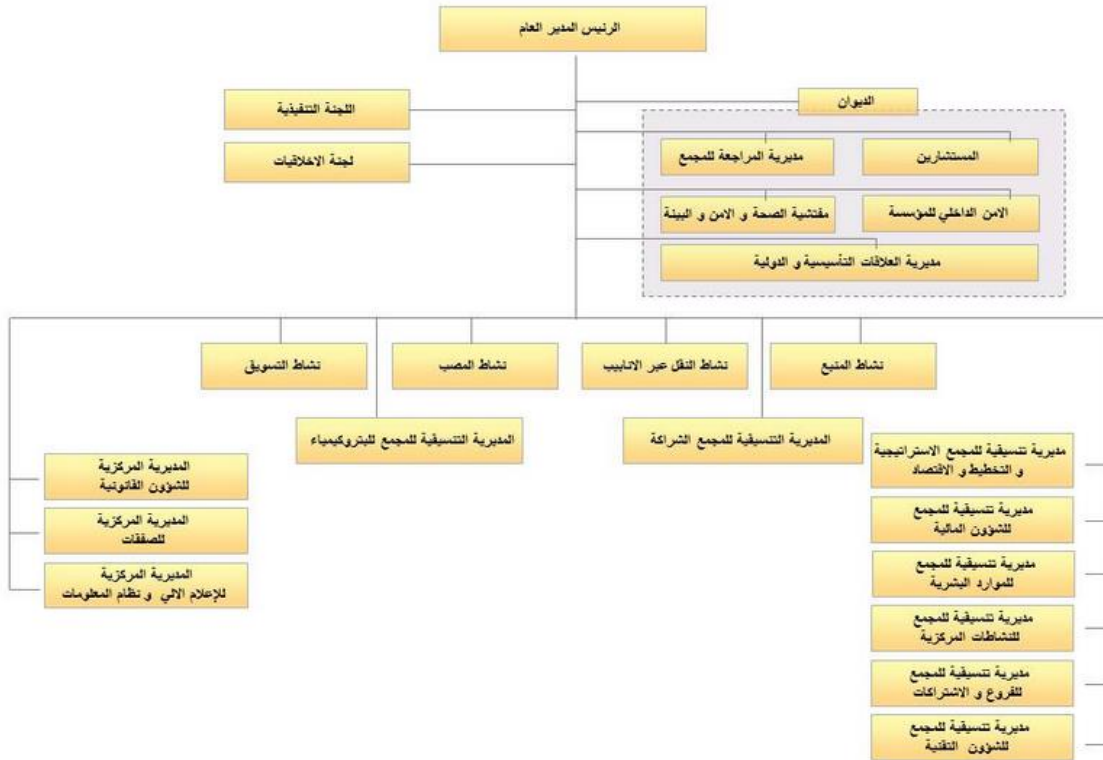 الرئيس المدير العام
الديوان
اللجنة التنفيذية
المستشارين
مديرية المراجعة للمجمع
لجنة الاخلاقيات
الامن الداخلي للمؤسسة
مفتشية الصحة و الامن و البيئة
مديرية العلاقات التأسيسية و الدولية
نشاط المنبع
نشاط النقل عبر الانابيب
نشاط المصب
نشاط التسويق
المديرية التنسيقية للمجمع الشراكة
المديرية التنسيقية للمجمع للبتروكيمياء
مديرية تنسيقية للمجمع الاستراتيجية
و التخطيط و الاقتصاد
مديرية تنسيقية للمجمع
للشؤون المالية
مديرية تنسيقية للمجمع
للموارد البشرية
مديرية تنسيقية للمجمع
للنشاطات المركزية
مديرية تنسيقية للمجمع
للفروع و الاشتراكات
مديرية تنسيقية للمجمع
للشؤون التقنية
المديرية المركزية
للشؤون القانونية
المديرية المركزية
للصفقات
المديرية المركزية
للإعلام الالي و نظام المعلومات